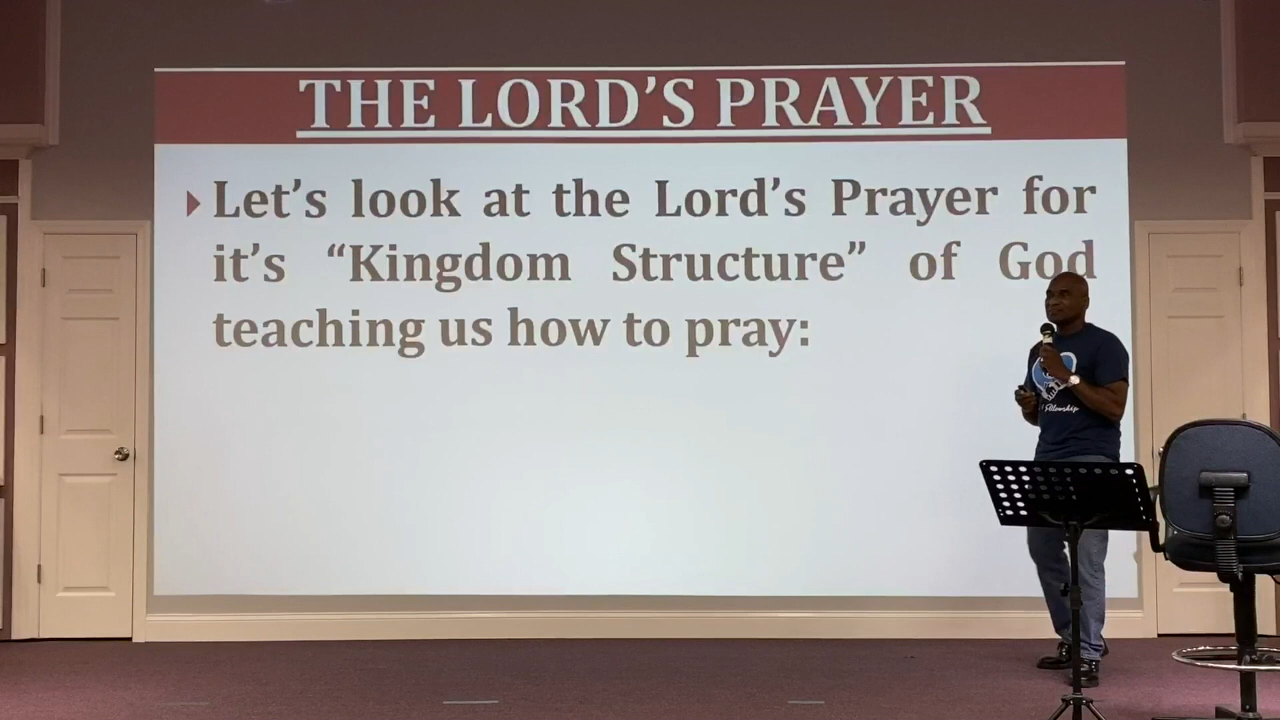 THE LORD'S PRAYER
Let's look at the Lord's Prayer for
it's “Kingdom Structure” of God
teaching us how to pray:
Fellowship